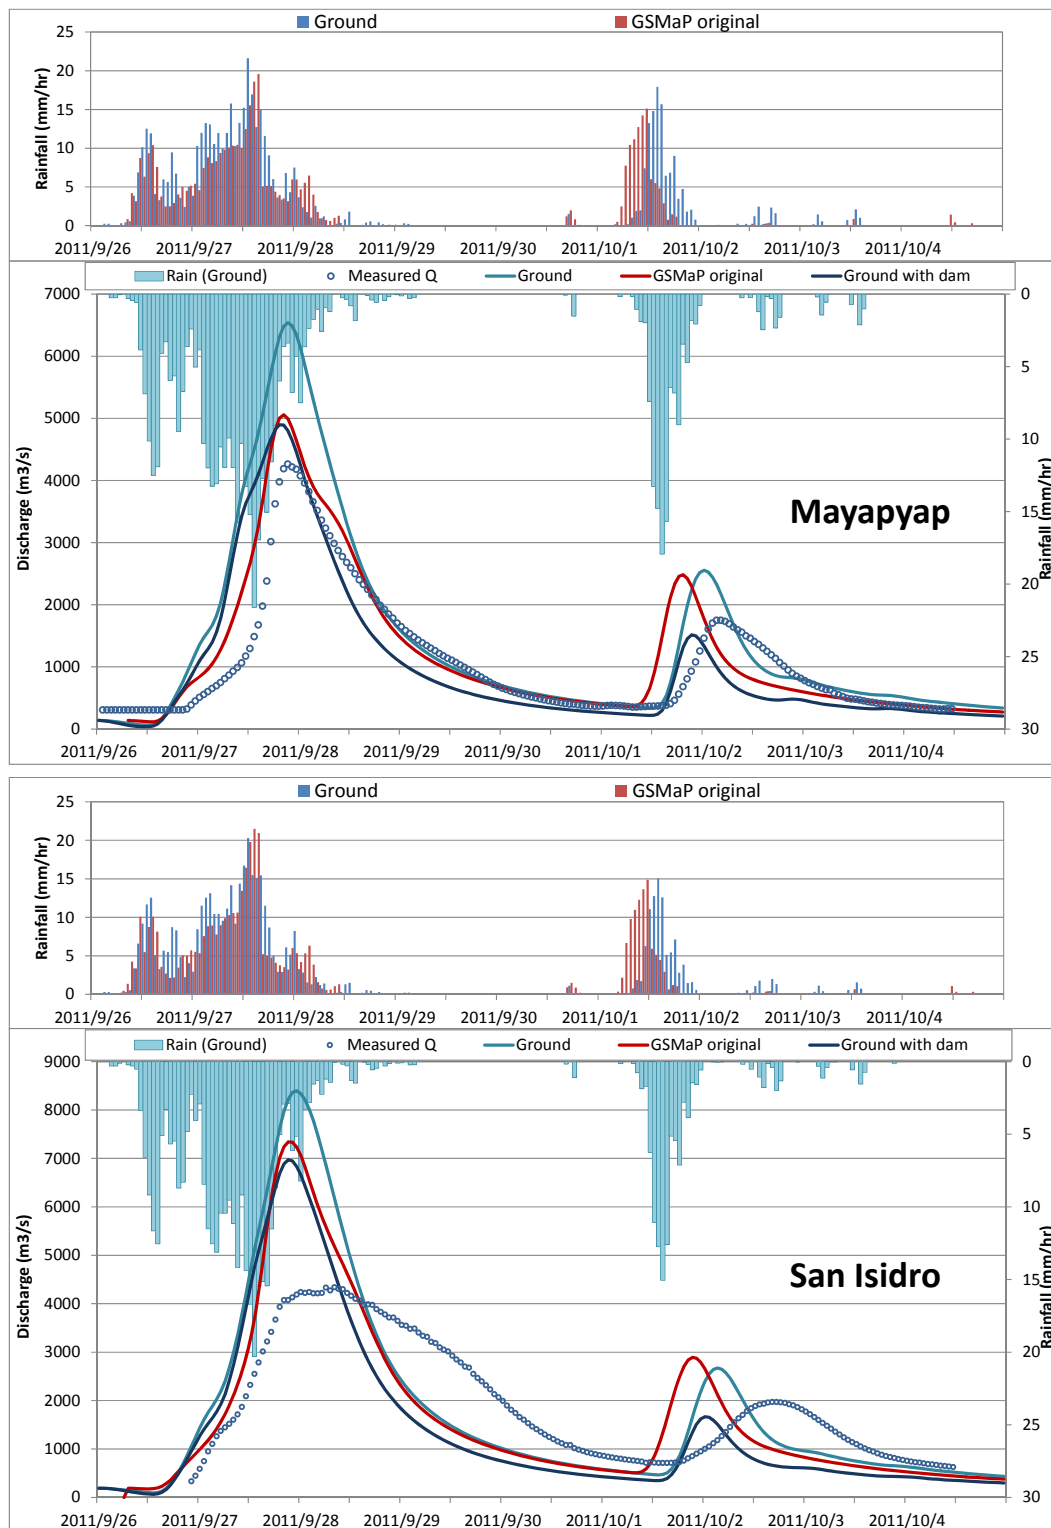 Ground GSMaP original
Rainfall (mm/hr)
25
20
15
10
5
0
2011/9/26 2011/9/27 2011/9/28 2011/9/29 2011/9/30 2011/10/1 2011/10/2 2011/10/3 2011/10/4
Rain (Ground) Measured Q Ground GSMaP original Ground with dam
Discharge (m3/s)
7000
6000
5000
4000
3000
2000
1000
0
0
5
10
15
20
25
30
Rainfall (mm/hr)
Mayapyap
2011/9/26 2011/9/27 2011/9/28 2011/9/29 2011/9/30 2011/10/1 2011/10/2 2011/10/3 2011/10/4
Ground GSMaP original
Rainfall (mm/hr)
25
20
15
10
5
0
2011/9/26 2011/9/27 2011/9/28 2011/9/29 2011/9/30 2011/10/1 2011/10/2 2011/10/3 2011/10/4
Rain (Ground) Measured Q Ground GSMaP original Ground with dam
Discharge (m3/s)
9000
8000
7000
6000
5000
4000
3000
2000
1000
0
0
5
10
15
20
25
30
Rainfall (mm/hr)
San Isidro
2011/9/26 2011/9/27 2011/9/28 2011/9/29 2011/9/30 2011/10/1 2011/10/2 2011/10/3 2011/10/4